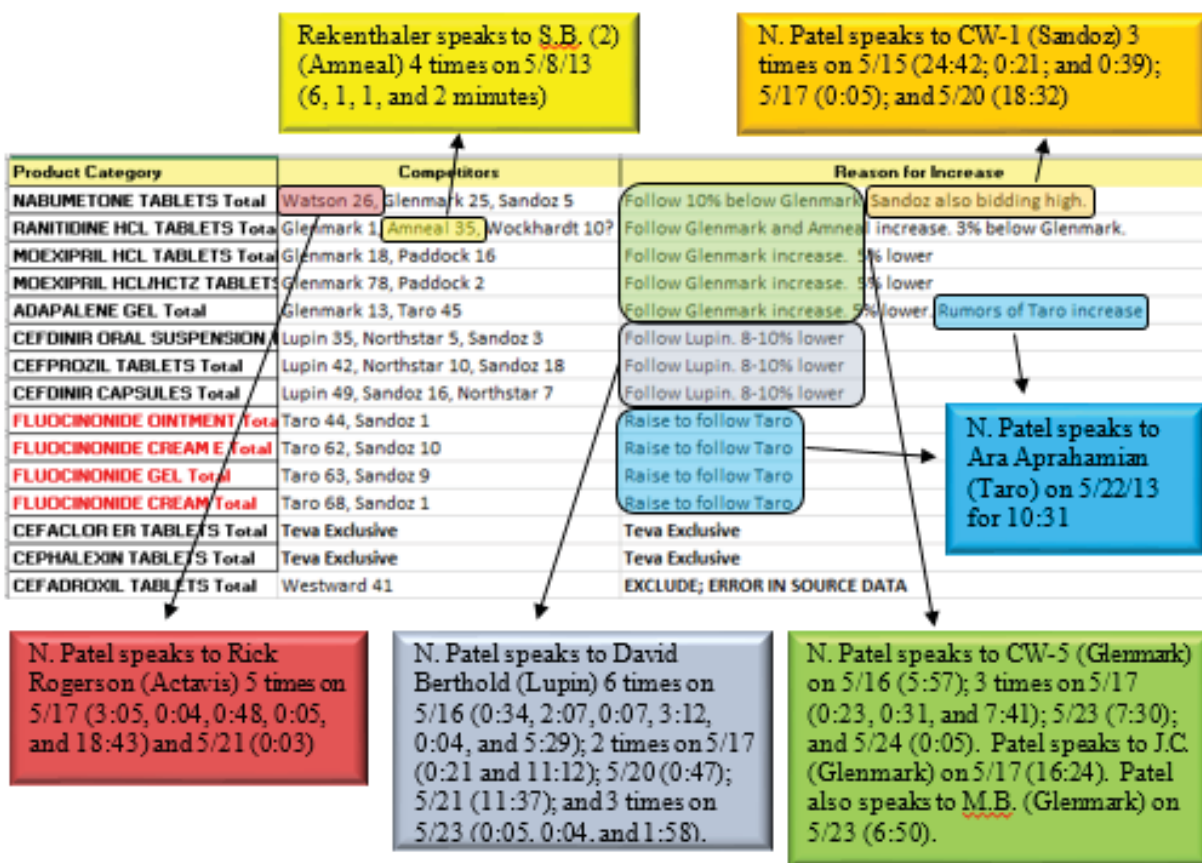 Rekenthaler speaks to S.B. (2)
(Amneal) 4 times on 5/8/13
(6, 1, 1, and 2 minutes)
N. Patel speaks to CW-1 (Sandoz) 3
times on 5/15 (24:42; 0:21; and 0:39);
5/17 (0:05); and 5/20 (18:32)
Product Category Competitors Reason for Increase
NABUMETONE TABLETS Total Watson 26, Glenmark 25, Sandoz 5 Follow 10% below Glenmark Sandoz also bidding high.
RANITIDINE HCL TABLETS Tota Glenmark 1, Amneal 35, Wockhardt 10? Follow Glenmark and Amneal increase. 3% below Glenmark.
MOEXIPRIL HCL TABLETS Total Glenmark 18, Paddock 16 Follow Glenmark increase. 5% lower
MOEXIPRIL HCL/HCTZ TABLETS Glenmark 78, Paddock 2 Follow Glenmark increase. 5% lower
ADAPALENE GEL Total Glenmark 13, Taro 45 Follow Glenmark increase. 5% lower. Rumors of Taro increase
CEFDINIR ORAL SUSPENSION Lupin 35, Northstar 5, Sandoz 3 Follow Lupin. 8-10% lower
CEFPROZIL TABLETS Total Lupin 42, Northstar 10, Sandoz 18 Follow Lupin. 8-10% lower
CEFDINIR CAPSULES Total Lupin 49, Sandoz 16, Northstar 7 Follow Lupin. 8-10% lower
FLUOCINONIDE OINTMENT Tota Taro 44, Sandoz 1 Raise to follow Taro
FLUOCINONIDE CREAM E Total Taro 62, Sandoz 10 Raise to follow Taro
FLUOCINONIDE GEL Total Taro 63, Sandoz 9 Raise to follow Taro
FLUOCINONIDE CREAM Total Taro 68, Sandoz 1 Raise to follow Taro
CEFACLOR ER TABLETS Total Teva Exclusive Teva Exclusive
CEPHALEXIN TABLETS Total Teva Exclusive Teva Exclusive
CEFADROXIL TABLETS Total Westward 41 EXCLUDE; ERROR IN SOURCE DATA
N. Patel speaks to
Ara Aprahamian
(Taro) on 5/22/13
for 10:31
N. Patel speaks to Rick
Rogerson (Actavis) 5 times on
5/17 (3:05, 0:04, 0:48, 0:05,
and 18:43) and 5/21 (0:03)
N. Patel speaks to David
Berthold (Lupin) 6 times on
5/16 (0:34, 2:07, 0:07, 3:12,
0:04, and 5:29); 2 times on 5/17
(0:21 and 11:12); 5/20 (0:47);
5/21 (11:37); and 3 times on
5/23 (0:05, 0:04, and 1:58).
N. Patel speaks to CW-5 (Glenmark)
on 5/16 (5:57); 3 times on 5/17
(0:23, 0:31, and 7:41); 5/23 (7:30);
and 5/24 (0:05). Patel speaks to J.C.
(Glenmark) on 5/17 (16:24). Patel
also speaks to M.B. (Glenmark) on
5/23 (6:50).